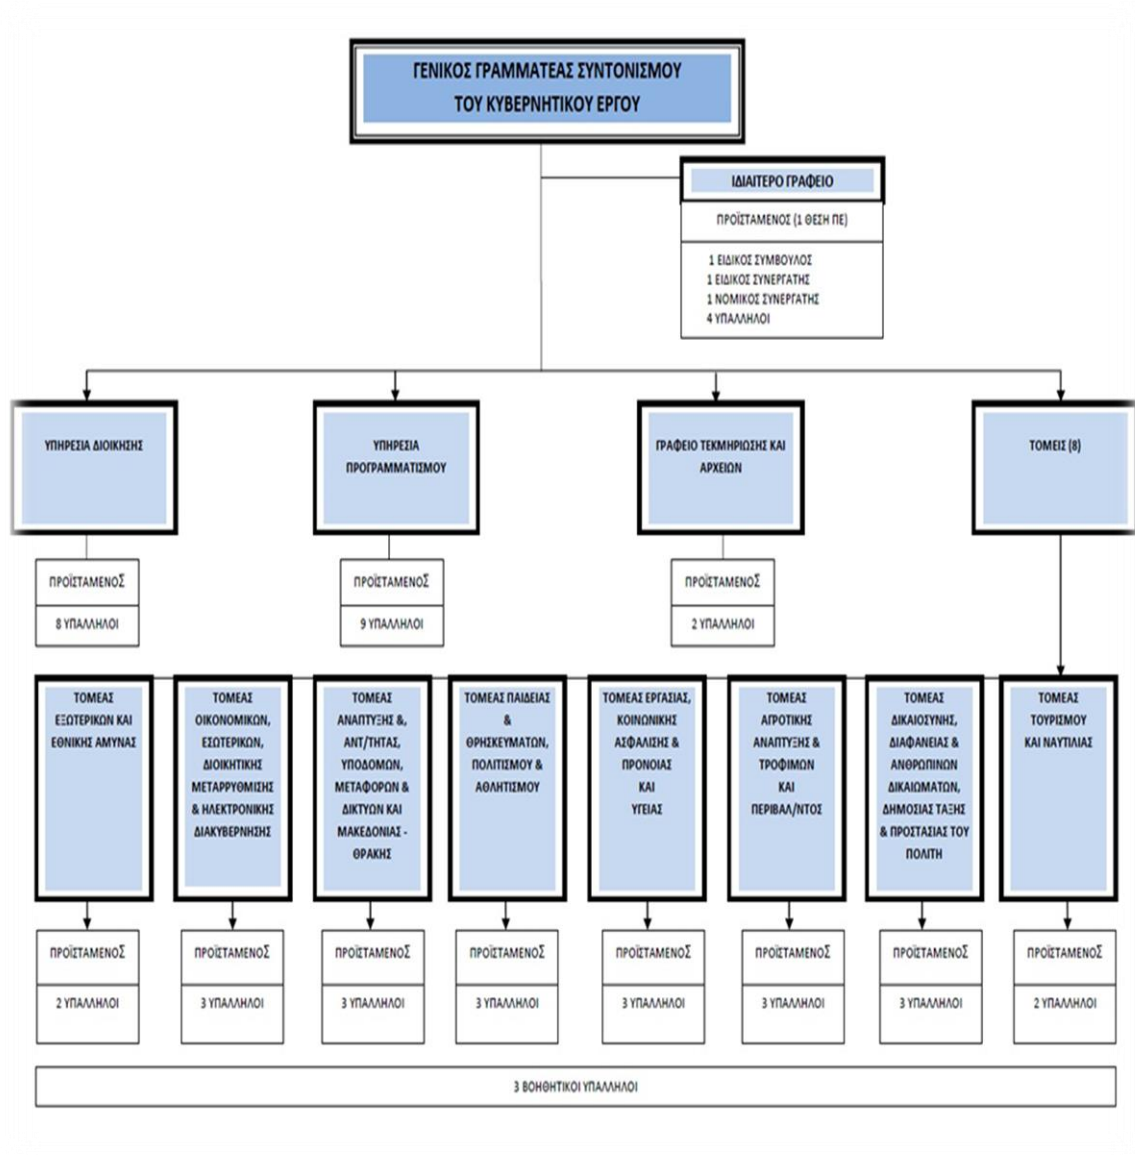 ΓΕΝΙΚΟΣ ΓΡΑΜΜΑΤΕΑΣ ΣΥΝΤΟΝΙΣΜΟΥ
ΤΟΥ ΚΥΒΕΡΝΗΤΙΚΟΥ ΕΡΓΟΥ
ΙΔΙΑΙΤΕΡΟ ΓΡΑΦΕΙΟ
ΠΡΟΪΣΤΑΜΕΝΟΣ (1 ΘΕΣΗ ΠΕ)
1 ΕΙΔΙΚΟΣ ΣΥΜΒΟΥΛΟΣ
1 ΕΙΔΙΚΟΣ ΣΥΝΕΡΓΑΤΗΣ
1 ΝΟΜΙΚΟΣ ΣΥΝΕΡΓΑΤΗΣ
4 ΥΠΑΛΛΗΛΟΙ
ΥΠΗΡΕΣΙΑ ΔΙΟΙΚΗΣΗΣ
ΠΡΟΪΣΤΑΜΕΝΟΣ
8 ΥΠΑΛΛΗΛΟΙ
ΥΠΗΡΕΣΙΑ
ΠΡΟΓΡΑΜΜΑΤΙΣΜΟΥ
ΠΡΟΪΣΤΑΜΕΝΟΣ
9 ΥΠΑΛΛΗΛΟΙ
ΓΡΑΦΕΙΟ ΤΕΚΜΗΡΙΩΣΗΣ ΚΑΙ
ΑΡΧΕΙΩΝ
ΠΡΟΪΣΤΑΜΕΝΟΣ
2 ΥΠΑΛΛΗΛΟΙ
ΤΟΜΕΙΣ (8)
ΤΟΜΕΑΣ
ΕΞΩΤΕΡΙΚΩΝ ΚΑΙ
ΕΘΝΙΚΗΣ ΑΜΥΝΑΣ
ΠΡΟΪΣΤΑΜΕΝΟΣ
2 ΥΠΑΛΛΗΛΟΙ
ΤΟΜΕΑΣ
ΟΙΚΟΝΟΜΙΚΩΝ,
ΕΣΩΤΕΡΙΚΩΝ,
ΔΙΟΙΚΗΤΙΚΗΣ
ΜΕΤΑΡΡΥΘΜΙΣΗΣ
& ΗΛΕΚΤΡΟΝΙΚΗΣ
ΔΙΑΚΥΒΕΡΝΗΣΗΣ
ΠΡΟΪΣΤΑΜΕΝΟΣ
3 ΥΠΑΛΛΗΛΟΙ
ΤΟΜΕΑΣ
ΑΝΑΠΤΥΞΗΣ &,
ΑΝΤ/ΤΗΤΑΣ,
ΥΠΟΔΟΜΩΝ,
ΜΕΤΑΦΟΡΩΝ &
ΔΙΚΤΥΩΝ ΚΑΙ
ΜΑΚΕΔΟΝΙΑΣ -
ΘΡΑΚΗΣ
ΠΡΟΪΣΤΑΜΕΝΟΣ
3 ΥΠΑΛΛΗΛΟΙ
ΤΟΜΕΑΣ ΠΑΙΔΕΙΑΣ
&
ΘΡΗΣΚΕΥΜΑΤΩΝ,
ΠΟΛΙΤΙΣΜΟΥ &
ΑΘΛΗΤΙΣΜΟΥ
ΠΡΟΪΣΤΑΜΕΝΟΣ
3 ΥΠΑΛΛΗΛΟΙ
ΤΟΜΕΑΣ ΕΡΓΑΣΙΑΣ,
ΚΟΙΝΩΝΙΚΗΣ
ΑΣΦΑΛΙΣΗΣ &
ΠΡΟΝΟΙΑΣ
ΚΑΙ
ΥΓΕΙΑΣ
ΠΡΟΪΣΤΑΜΕΝΟΣ
3 ΥΠΑΛΛΗΛΟΙ
ΤΟΜΕΑΣ
ΑΓΡΟΤΙΚΗΣ
ΑΝΑΠΤΥΞΗΣ &
ΤΡΟΦΙΜΩΝ
ΚΑΙ
ΠΕΡΙΒΑΛ/ΝΤΟΣ
ΠΡΟΪΣΤΑΜΕΝΟΣ
3 ΥΠΑΛΛΗΛΟΙ
ΤΟΜΕΑΣ
ΔΙΚΑΙΟΣΥΝΗΣ,
ΔΙΑΦΑΝΕΙΑΣ &
ΑΝΘΡΩΠΙΝΩΝ
ΔΙΚΑΙΩΜΑΤΩΝ,
ΔΗΜΟΣΙΑΣ ΤΑΞΗΣ
& ΠΡΟΣΤΑΣΙΑΣ ΤΟΥ
ΠΟΛΙΤΗ
ΠΡΟΪΣΤΑΜΕΝΟΣ
3 ΥΠΑΛΛΗΛΟΙ
ΤΟΜΕΑΣ
ΤΟΥΡΙΣΜΟΥ
ΚΑΙ ΝΑΥΤΙΛΙΑΣ
ΠΡΟΪΣΤΑΜΕΝΟΣ
2 ΥΠΑΛΛΗΛΟΙ
3 ΒΟΗΘΗΤΙΚΟΙ ΥΠΑΛΛΗΛΟΙ